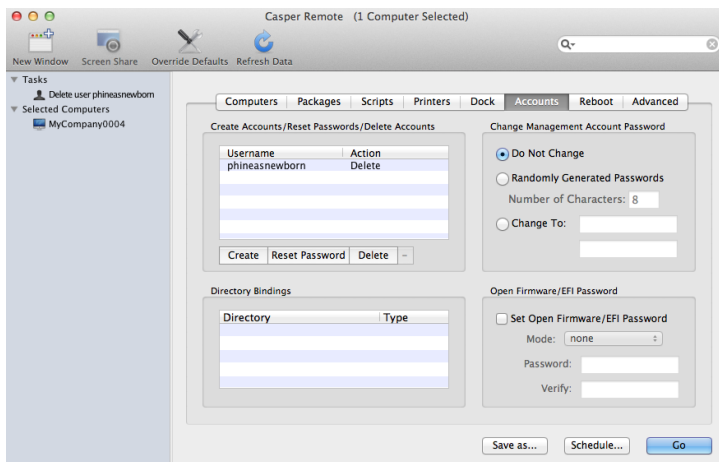 Casper Remote (1 Computer Selected)
New Window Screen Share Override Defaults Refresh Data
Tasks
Delete user phineasnewborn
Selected Computers
MyCompany0004
Computers Packages Scripts Printers Dock Accounts Reboot Advanced
Create Accounts/Reset Passwords/Delete Accounts
Username Action
phineasnewborn Delete
Create Reset Password Delete -
Change Management Account Password
Do Not Change
Randomly Generated Passwords
Number of Characters: 8
Change To:
Directory Bindings
Directory Type
Open Firmware/EFI Password
Set Open Firmware/EFI Password
Mode: none
Password:
Verify:
Save as... Schedule... Go